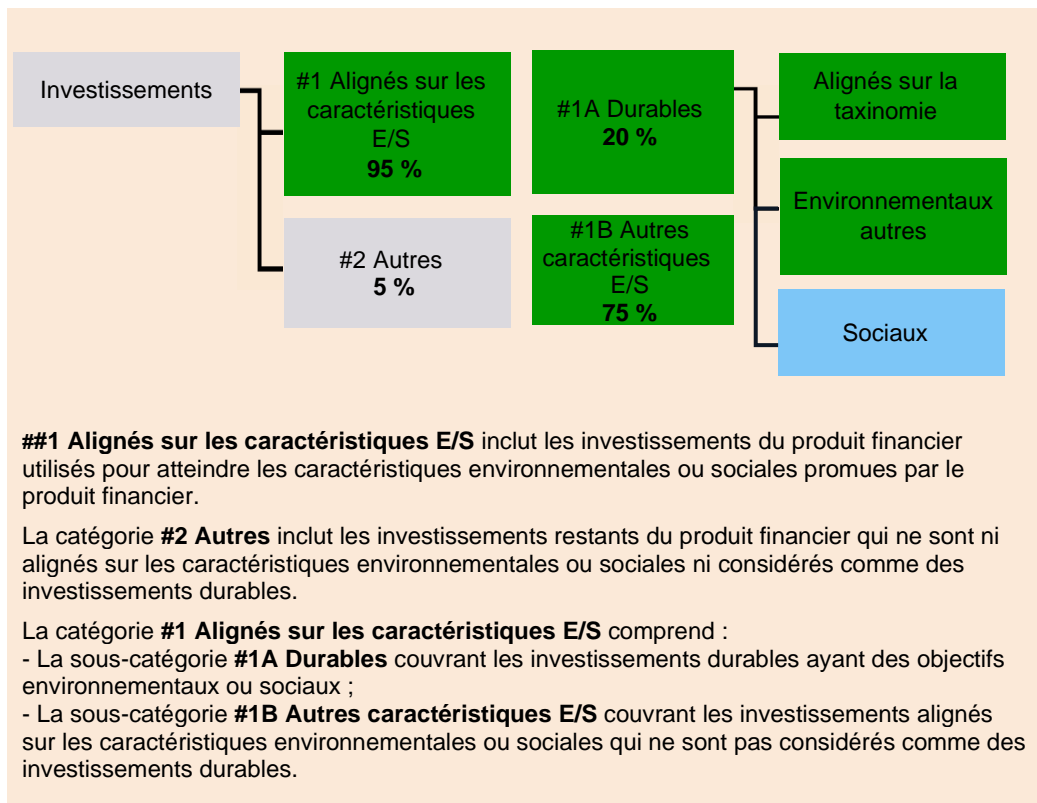 Investissements
#1 Alignés sur les
caractéristiques
E/S
95 %
#2 Autres
5 %
#1A Durables
20 %
#1B Autres
caractéristiques
E/S
75 %
Alignés sur la
taxinomie
Environnementaux
autres
Sociaux
##1 Alignés sur les caractéristiques E/S inclut les investissements du produit financier
utilisés pour atteindre les caractéristiques environnementales ou sociales promues par le
produit financier.
La catégorie #2 Autres inclut les investissements restants du produit financier qui ne sont ni
alignés sur les caractéristiques environnementales ou sociales ni considérés comme des
investissements durables.
La catégorie #1 Alignés sur les caractéristiques E/S comprend :
- La sous-catégorie #1A Durables couvrant les investissements durables ayant des objectifs
environnementaux ou sociaux ;
- La sous-catégorie #1B Autres caractéristiques E/S couvrant les investissements alignés
sur les caractéristiques environnementales ou sociales qui ne sont pas considérés comme des
investissements durables.